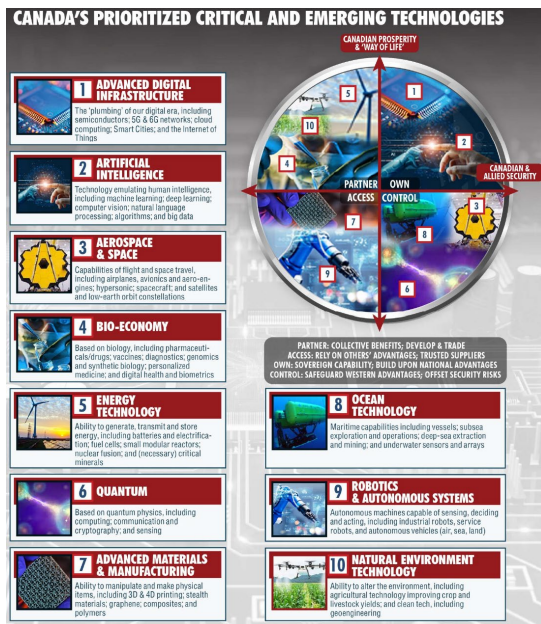 CANADA'S PRIORITIZED CRITICAL AND EMERGING TECHNOLOGIES
CANADIAN PROSPERITY
& 'WAY OF LIFE'
CANADIAN &
ALLIED SECURITY
5
1
10
2
4
PARTNER
OWN
ACCESS
CONTROL
3
7
8
9
6
PARTNER: COLLECTIVE BENEFITS; DEVELOP & TRADE
ACCESS: RELY ON OTHERS' ADVANTAGES; TRUSTED SUPPLIERS
OWN: SOVEREIGN CAPABILITY; BUILD UPON NATIONAL ADVANTAGES
CONTROL: SAFEGUARD WESTERN ADVANTAGES; OFFSET SECURITY RISKS
1 ADVANCED DIGITAL
INFRASTRUCTURE
The 'plumbing' of our digital era, including
semiconductors; 5G & 6G networks; cloud
computing; Smart Cities; and the Internet of
Things
2 ARTIFICIAL
INTELLIGENCE
Technology emulating human intelligence,
including machine learning; deep learning;
computer vision; natural language
processing; algorithms; and big data
3 AEROSPACE
& SPACE
Capabilities of flight and space travel,
including airplanes, avionics and aero-en-
gines; hypersonic; spacecraft; and satellites
and low-earth orbit constellations
4 BIO-ECONOMY
Based on biology, including pharmaceuti-
cals/drugs; vaccines; diagnostics; genomics
and synthetic biology; personalized
medicine; and digital health and biometrics
5 ENERGY
TECHNOLOGY
Ability to generate, transmit and store
energy, including batteries and electrifica-
tion; fuel cells; small modular reactors;
nuclear fusion; and (necessary) critical
minerals
6 QUANTUM
Based on quantum physics, including
computing; communication and
cryptography; and sensing
7 ADVANCED MATERIALS
& MANUFACTURING
Ability to manipulate and make physical
items, including 3D & 4D printing; stealth
materials; graphene; composites; and
polymers
8 OCEAN
TECHNOLOGY
Maritime capabilities including vessels; subsea
exploration and operations; deep-sea extraction
and mining; and underwater sensors and arrays
9 ROBOTICS
& AUTONOMOUS SYSTEMS
Autonomous machines capable of sensing, deciding
and acting, including industrial robots, service
robots, and autonomous vehicles (air, sea, land)
10 NATURAL ENVIRONMENT
TECHNOLOGY
Ability to alter the environment, including
agricultural technology improving crop and
livestock yields; and clean tech, including
geoengineering